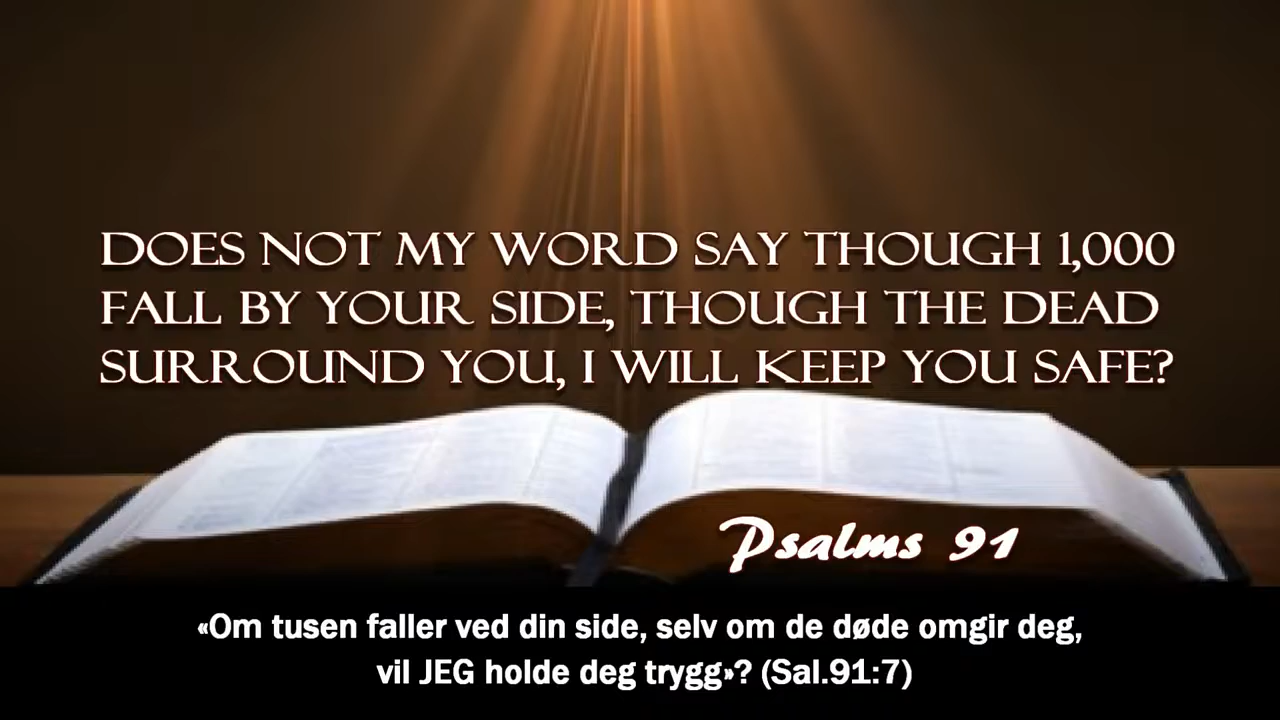 DOES NOT MY WORD SAY THOUGH 1,000
FALL BY YOUR SIDE, THOUGH THE DEAD
SURROUND YOU, I WILL KEEP YOU SAFE?
Psalms 91
«Om tusen faller ved din side, selv om de døde omgir deg,
vil JEG holde deg trygg»? (Sal.91:7)